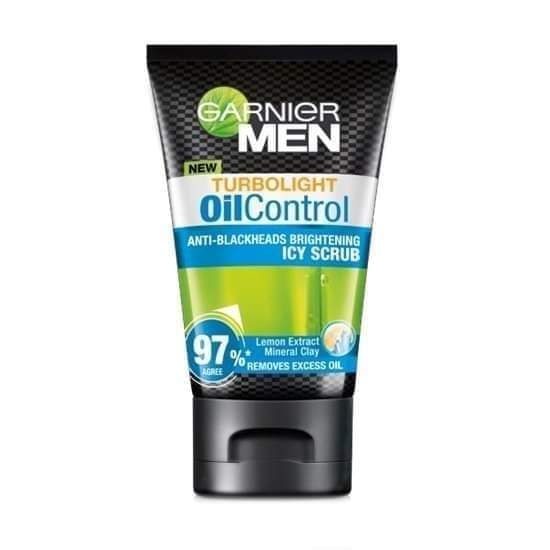 GARNIER
MEN
NEW
TURBOLIGHT
OilControl
ANTI-BLACKHEADS BRIGHTENING
ICY SCRUB
97%*
AGREE
Lemon Extract
Mineral Clay
REMOVES EXCESS OIL